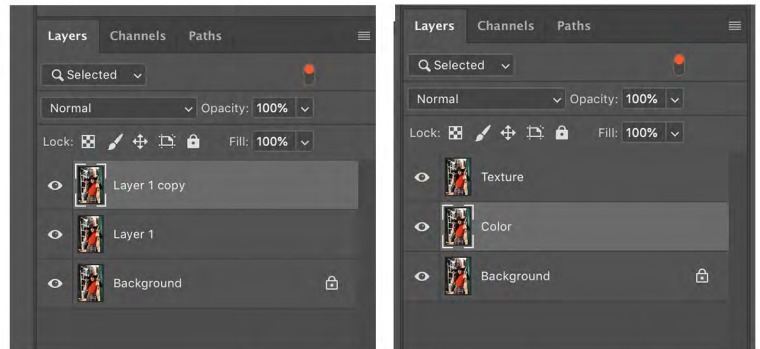 Layers Channels Paths
Selected
Normal Opacity: 100%
Lock: Fill: 100%
Layer 1 copy
Layer 1
Background
Layers Channels Paths
Selected
Normal Opacity: 100%
Lock: Fill: 100%
Texture
Color
Background